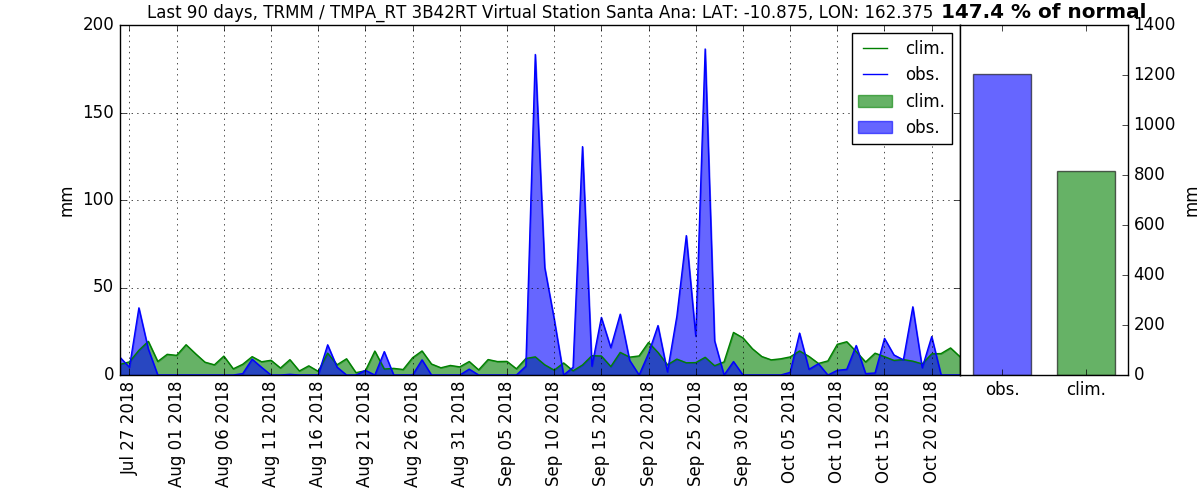 Last 90 days, TRMM / TMPA_RT 3B42RT Virtual Station Santa Ana: LAT: -10.875, LON: 162.375 147.4 % of normal
200
150
100
50
0
mm
clim.
obs.
clim.
obs.
1400
1200
1000
800
600
400
200
0
mm
obs. clim.
Jul 27 2018
Aug 01 2018
Aug 06 2018
Aug 11 2018
Aug 16 2018
Aug 21 2018
Aug 26 2018
Aug 31 2018
Sep 05 2018
Sep 10 2018
Sep 15 2018
Sep 20 2018
Sep 25 2018
Sep 30 2018
Oct 05 2018
Oct 10 2018
Oct 15 2018
Oct 20 2018